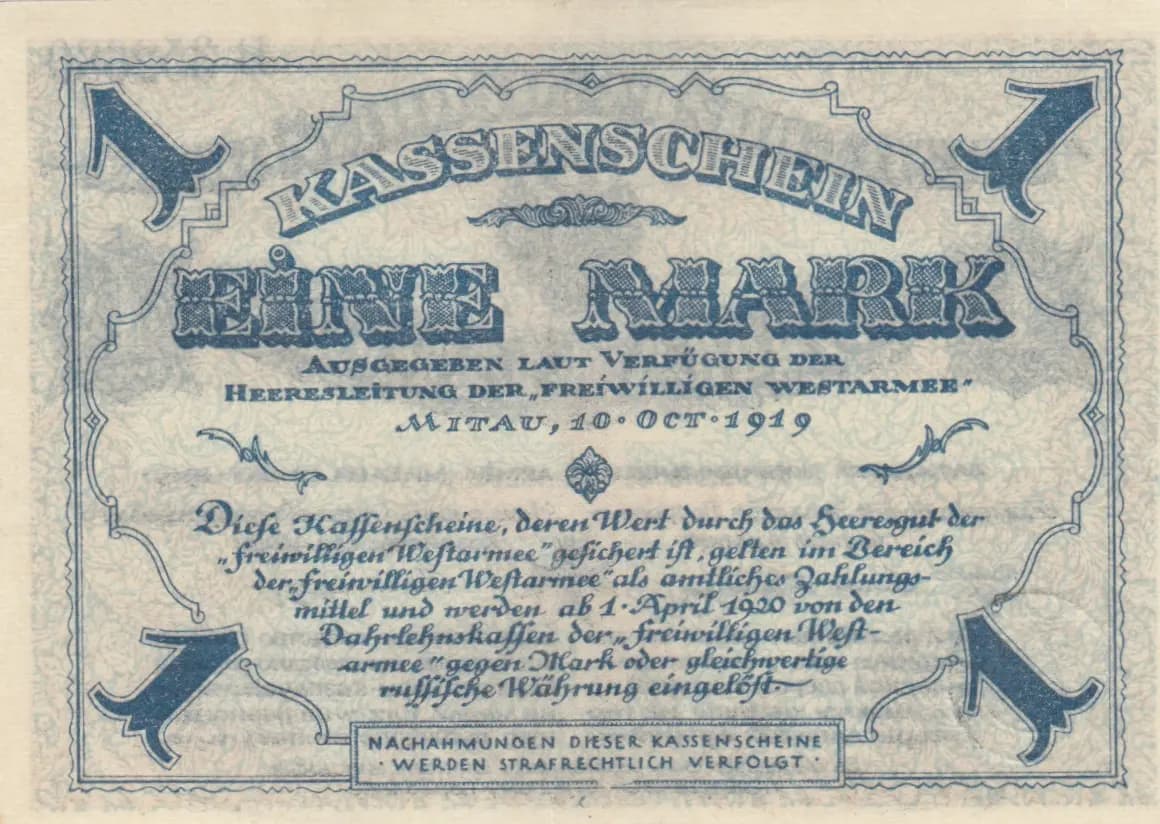 1 1
KASSENSCHEIN
EINE MARK
AUSGEGEBEN LAUT VERFÜGUNG DER
HEERESLEITUNG DER „FREIWILLIGEN WESTARMEE"
MITAU, 10·OCT·1919
Dieſe Kaſſenſcheine, deren Wert durch das Heeresgut der
„freiwilligen Weſtarmee" geſichert iſt, gelten im Bereich
der „freiwilligen Weſtarmee" als amtliches Zahlungs-
mittel und werden ab 1·April 1920 von den
Dahrlehnskaſſen der „freiwilligen Weſt-
armee" gegen Mark oder gleichwertige
ruſſiſche Währung eingelöſt.
1 1
NACHAHMUNGEN DIESER KASSENSCHEINE
· WERDEN STRAFRECHTLICH VERFOLGT ·